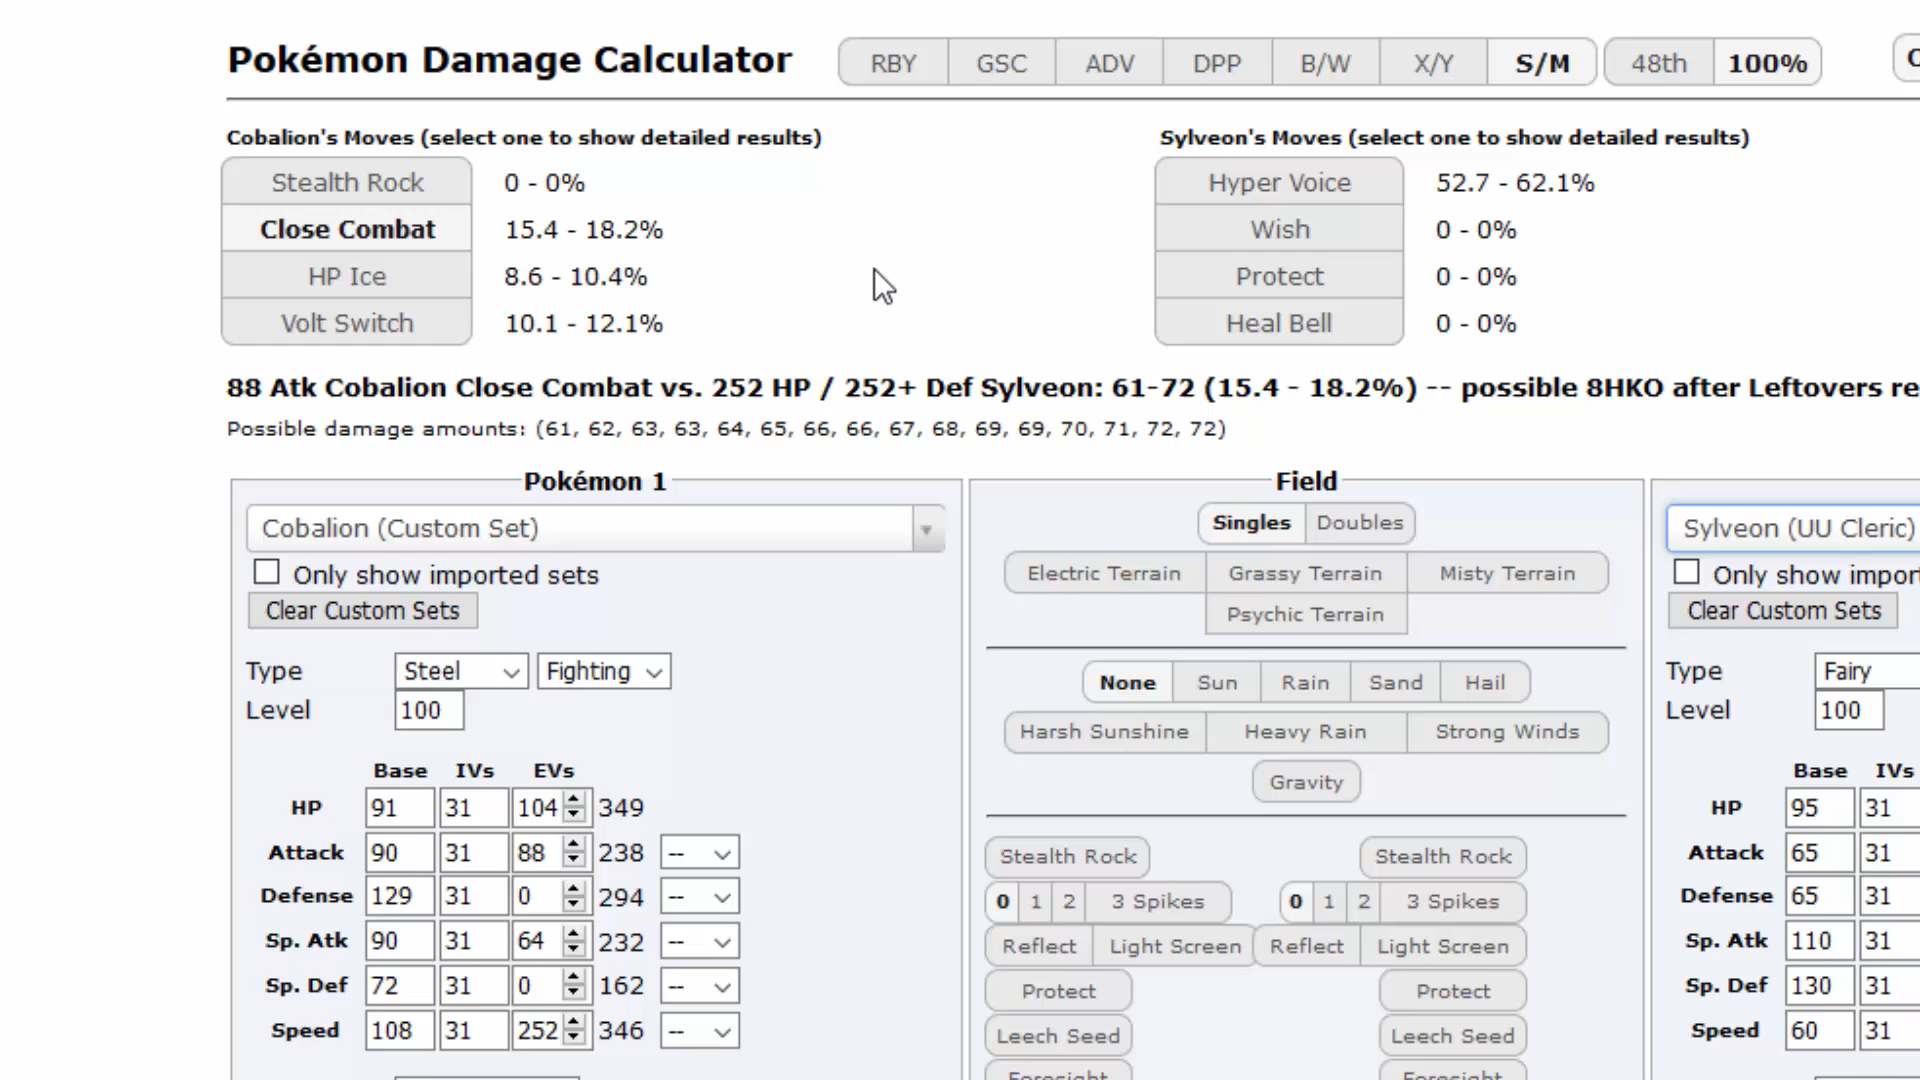 Pokémon Damage Calculator RBY GSC ADV DPP B/W X/Y S/M 48th 100%
Cobalion's Moves (select one to show detailed results) Sylveon's Moves (select one to show detailed results)
Stealth Rock 0 - 0% Hyper Voice 52.7 - 62.1%
Close Combat 15.4 - 18.2% Wish 0 - 0%
HP Ice 8.6 - 10.4% Protect 0 - 0%
Volt Switch 10.1 - 12.1% Heal Bell 0 - 0%
88 Atk Cobalion Close Combat vs. 252 HP / 252+ Def Sylveon: 61-72 (15.4 - 18.2%) -- possible 8HKO after Leftovers re
Possible damage amounts: (61, 62, 63, 63, 64, 65, 66, 66, 67, 68, 69, 69, 70, 71, 72, 72)
Pokémon 1 Field
Cobalion (Custom Set) Singles Doubles Sylveon (UU Cleric)
Only show imported sets Electric Terrain Grassy Terrain Misty Terrain Only show import
Clear Custom Sets Psychic Terrain Clear Custom Sets
Type Steel Fighting None Sun Rain Sand Hail Type Fairy
Level 100 Harsh Sunshine Heavy Rain Strong Winds Level 100
Base IVs EVs Gravity Base IVs
HP 91 31 104 349 HP 95 31
Attack 90 31 88 238 -- Stealth Rock Stealth Rock Attack 65 31
Defense 129 31 0 294 -- 0 1 2 3 Spikes 0 1 2 3 Spikes Defense 65 31
Sp. Atk 90 31 64 232 -- Reflect Light Screen Reflect Light Screen Sp. Atk 110 31
Sp. Def 72 31 0 162 -- Protect Protect Sp. Def 130 31
Speed 108 31 252 346 -- Leech Seed Leech Seed Speed 60 31
Foresight Foresight